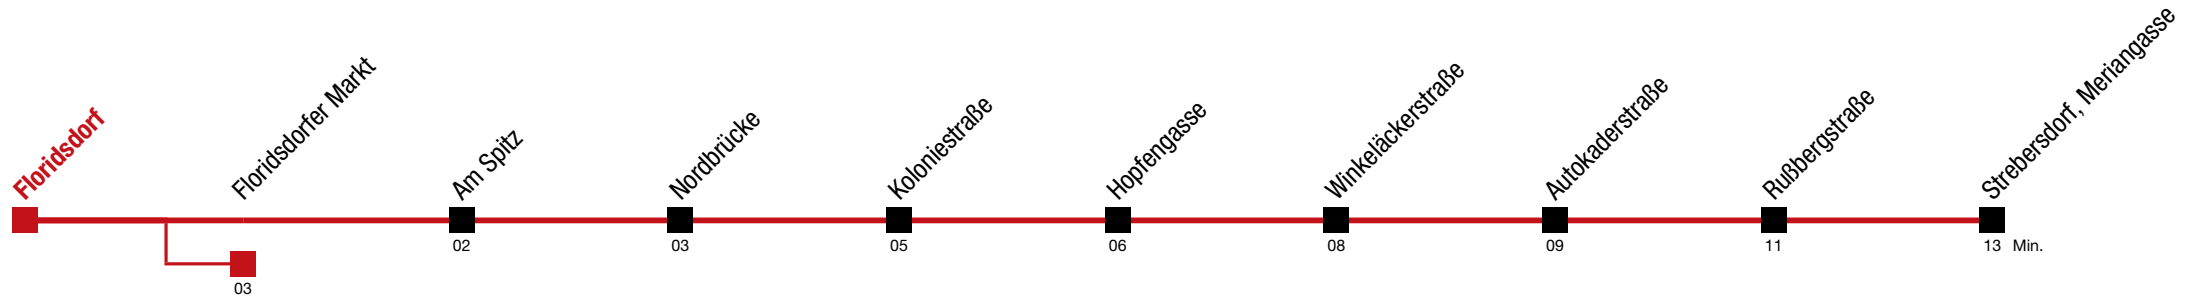 Floridsdorf
Floridsdorfer Markt
Am Spitz
Nordbrücke
Koloniestraße
Hopfengasse
Winkeläckerstraße
Autokaderstraße
Rußbergstraße
Strebersdorf, Meriangasse
02
03
05
06
08
09
11
13 Min.
03